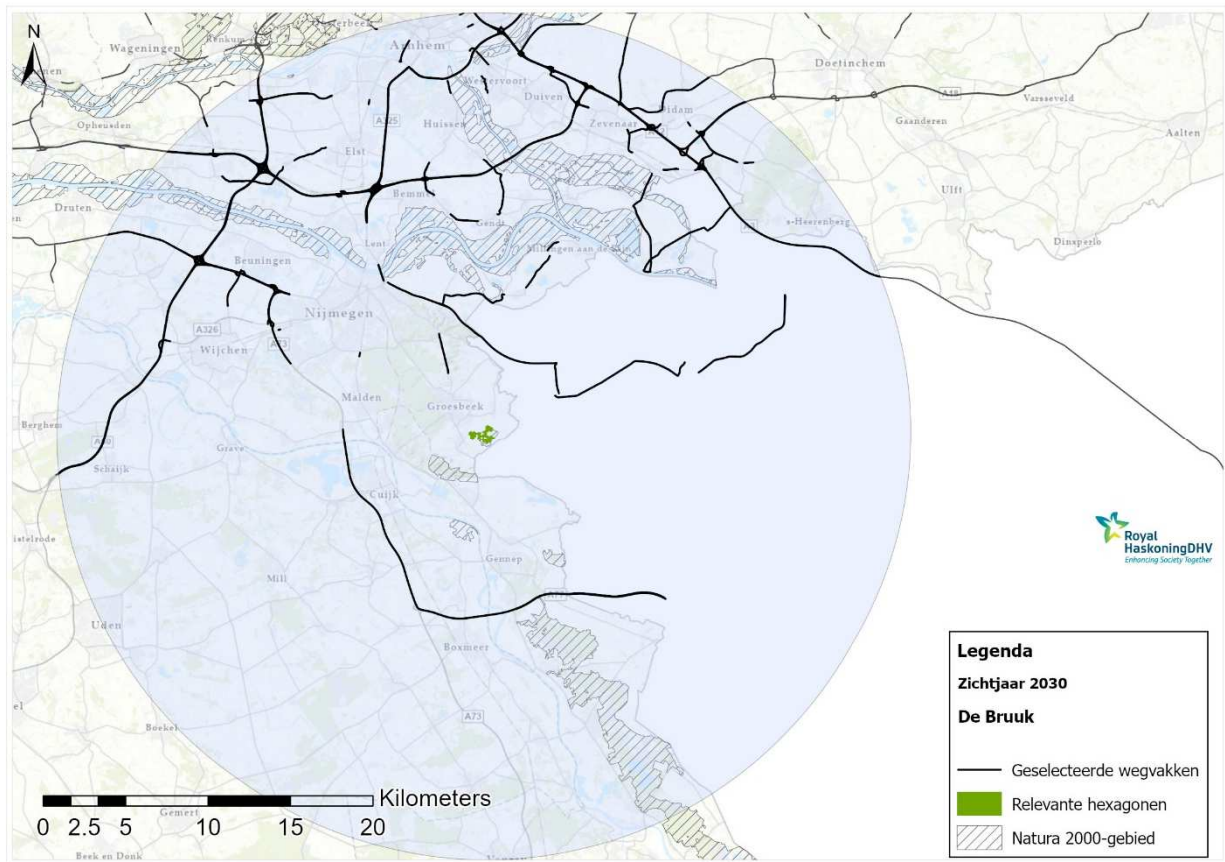 N
Wageningen
Renkum
Arnhem
Doetinchem
Westervoort
Duiven
Didam
A18
Varsseveld
Opheusden
A325
Huissen
Zevenaar
Gaanderen
Aalten
Elst
Ulft
Druten
Bemmel
Gendt
s-Heerenberg
Dinxperlo
Lent
Millingen aan de Rijn
Beuningen
Nijmegen
A326
Wijchen
A73
Malden
Groesbeek
Berghem
Grave
Schaijk
Cuijk
istelrode
Gennep
Mill
A77
Uden
Boxmeer
A73
Boekel
Gemert
Beek en Donk
Royal
HaskoningDHV
Enhancing Society Together
Legenda
Zichtjaar 2030
De Bruuk
Geselecteerde wegvakken
Relevante hexagonen
Natura 2000-gebied
Kilometers
0 2.5 5 10 15 20